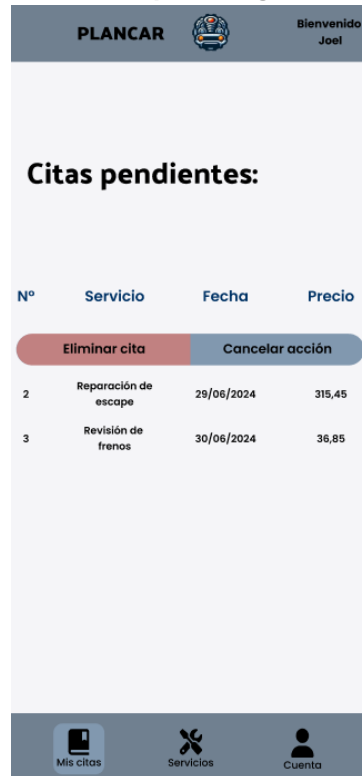 PLANCAR
Bienvenido
Joel
Citas pendientes:
Nº Servicio Fecha Precio
Eliminar cita Cancelar acción
2 Reparación de escape 29/06/2024 315,45
3 Revisión de frenos 30/06/2024 36,85
Mis citas Servicios Cuenta